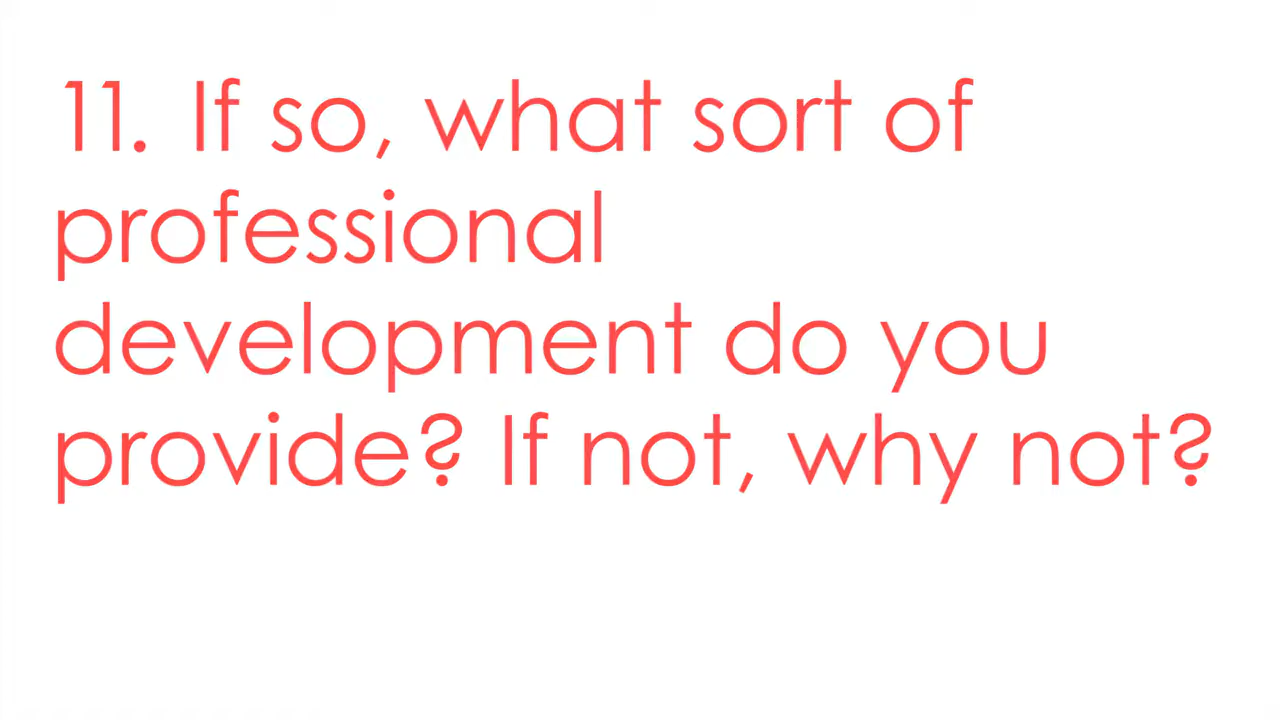 11. If so, what sort of
professional
development do you
provide? If not, why not?